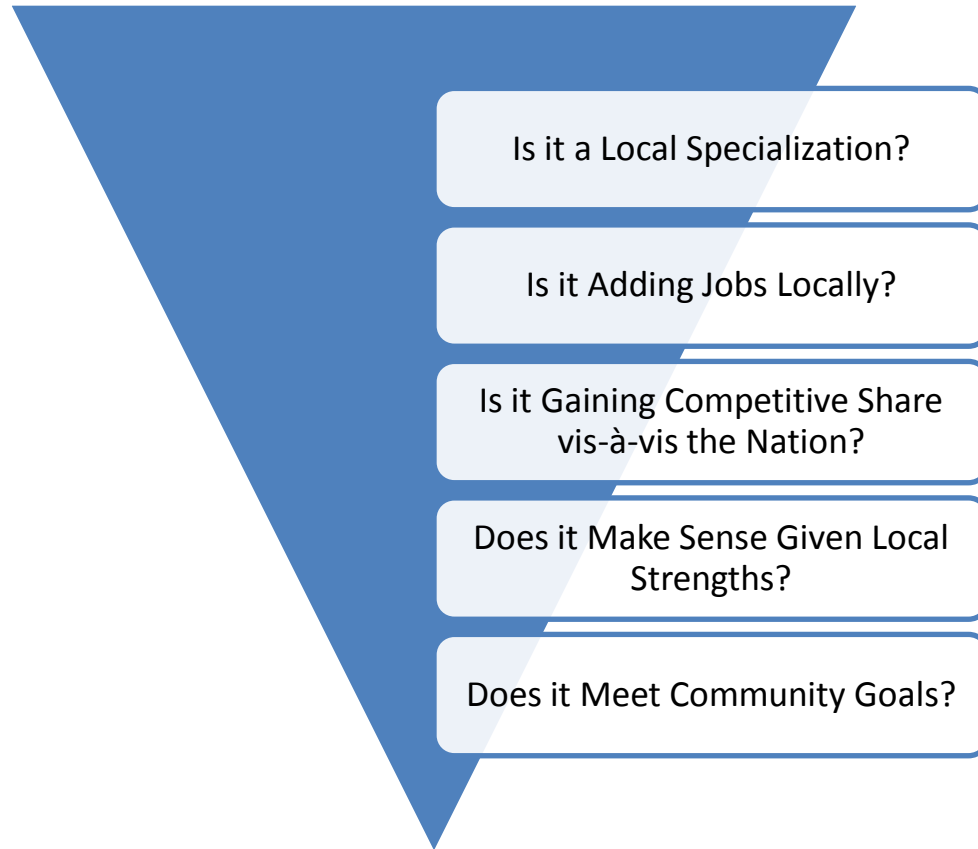 Is it a Local Specialization?
Is it Adding Jobs Locally?
Is it Gaining Competitive Share
vis-à-vis the Nation?
Does it Make Sense Given Local
Strengths?
Does it Meet Community Goals?